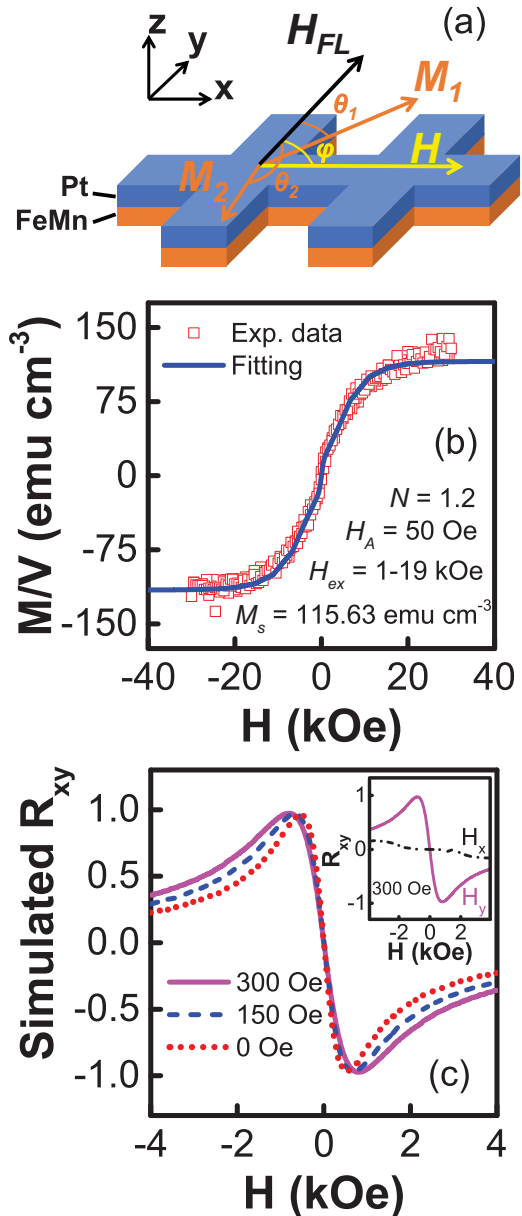 (a)
z
y
x
H_FL
M_1
θ_1
φ
H
M_2
θ_2
Pt
FeMn
150
75
0
-75
-150
M/V (emu cm^-3)
Exp. data
Fitting
(b)
N = 1.2
H_A = 50 Oe
H_ex = 1-19 kOe
M_s = 115.63 emu cm^-3
-40 -20 0 20 40
H (kOe)
1.0
0.5
0.0
-0.5
-1.0
Simulated R_xy
300 Oe
150 Oe
0 Oe
(c)
1
0
-1
R_xy
H_x
300 Oe
H_y
-2 0 2
H (kOe)
-4 -2 0 2 4
H (kOe)